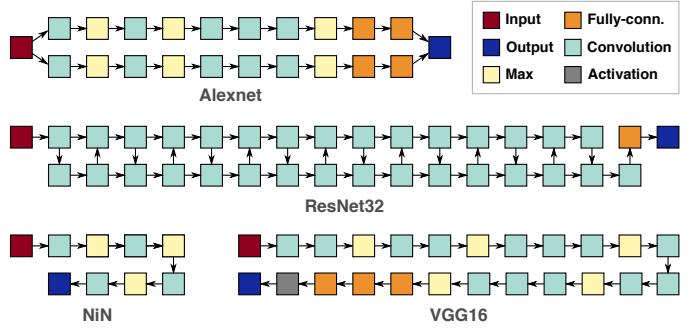 Input
Fully-conn.
Output
Convolution
Max
Activation
Alexnet
ResNet32
NiN
VGG16